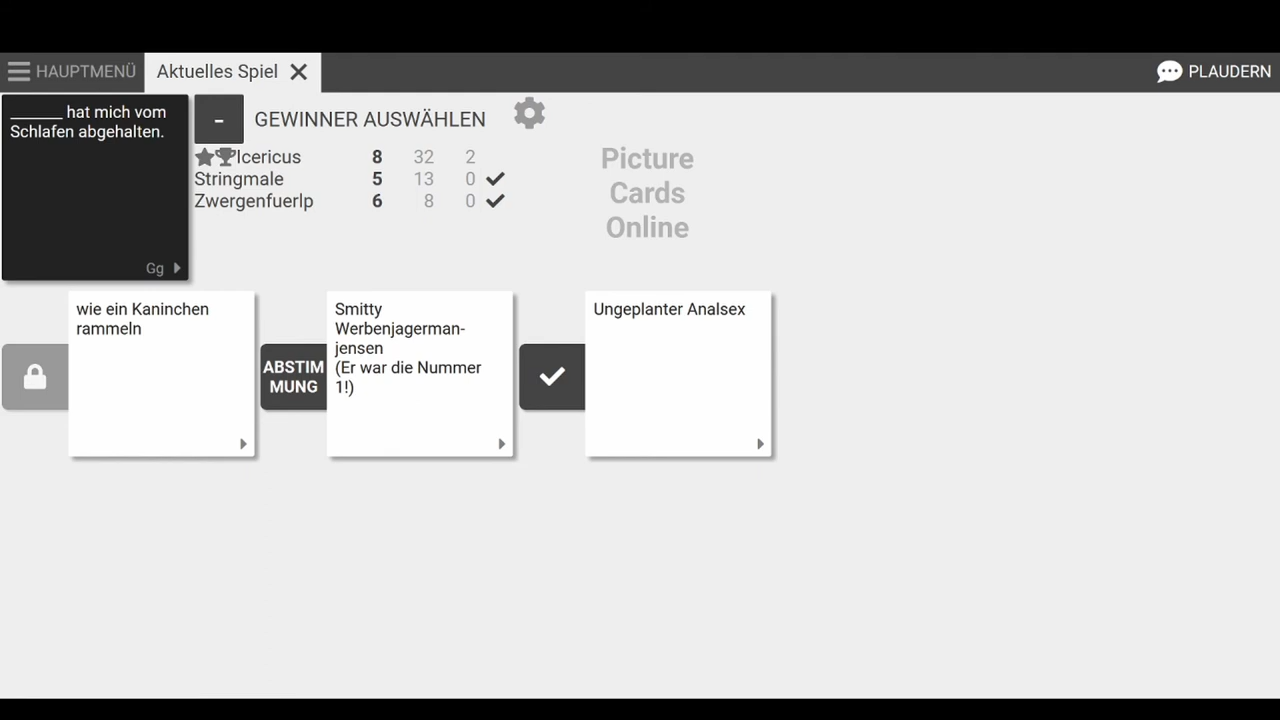 HAUPTMENÜ
Aktuelles Spiel
PLAUDERN
______ hat mich vom
Schlafen abgehalten.
Gg
-
GEWINNER AUSWÄHLEN
Icericus 8 32 2
Stringmale 5 13 0
Zwergenfuerlp 6 8 0
Picture
Cards
Online
wie ein Kaninchen
rammeln
ABSTIM
MUNG
Smitty
Werbenjagerman-
jensen
(Er war die Nummer
1!)
Ungeplanter Analsex